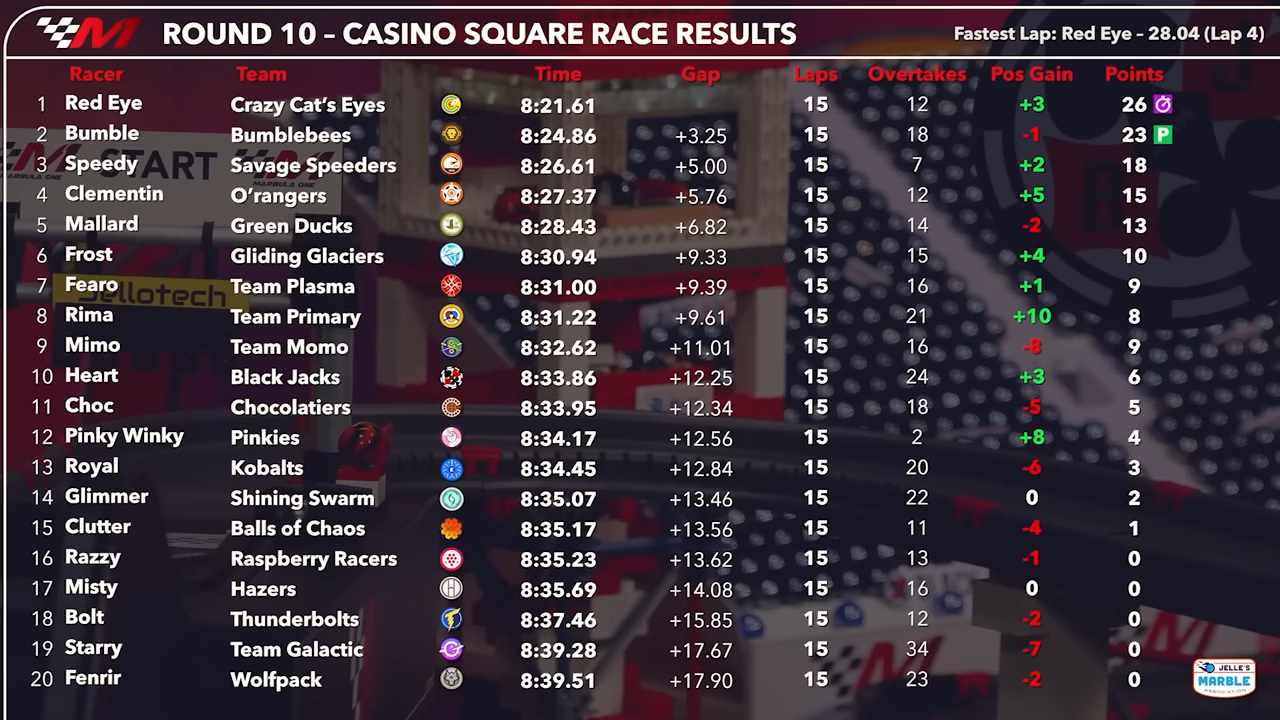 M ROUND 10 – CASINO SQUARE RACE RESULTS Fastest Lap: Red Eye – 28.04 (Lap 4)
Racer Team Time Gap Laps Overtakes Pos Gain Points
1 Red Eye Crazy Cat's Eyes 8:21.61 15 12 +3 26
2 Bumble Bumblebees 8:24.86 +3.25 15 18 -1 23 P
3 Speedy Savage Speeders 8:26.61 +5.00 15 7 +2 18
4 Clementin O'rangers 8:27.37 +5.76 15 12 +5 15
5 Mallard Green Ducks 8:28.43 +6.82 15 14 -2 13
6 Frost Gliding Glaciers 8:30.94 +9.33 15 15 +4 10
7 Fearo Team Plasma 8:31.00 +9.39 15 16 +1 9
8 Rima Team Primary 8:31.22 +9.61 15 21 +10 8
9 Mimo Team Momo 8:32.62 +11.01 15 16 -8 9
10 Heart Black Jacks 8:33.86 +12.25 15 24 +3 6
11 Choc Chocolatiers 8:33.95 +12.34 15 18 -5 5
12 Pinky Winky Pinkies 8:34.17 +12.56 15 2 +8 4
13 Royal Kobalts 8:34.45 +12.84 15 20 -6 3
14 Glimmer Shining Swarm 8:35.07 +13.46 15 22 0 2
15 Clutter Balls of Chaos 8:35.17 +13.56 15 11 -4 1
16 Razzy Raspberry Racers 8:35.23 +13.62 15 13 -1 0
17 Misty Hazers 8:35.69 +14.08 15 16 0 0
18 Bolt Thunderbolts 8:37.46 +15.85 15 12 -2 0
19 Starry Team Galactic 8:39.28 +17.67 15 34 -7 0
20 Fenrir Wolfpack 8:39.51 +17.90 15 23 -2 0
START
MARBULA ONE
Jellotech
JELLE'S
MARBLE
ASSOCIATION